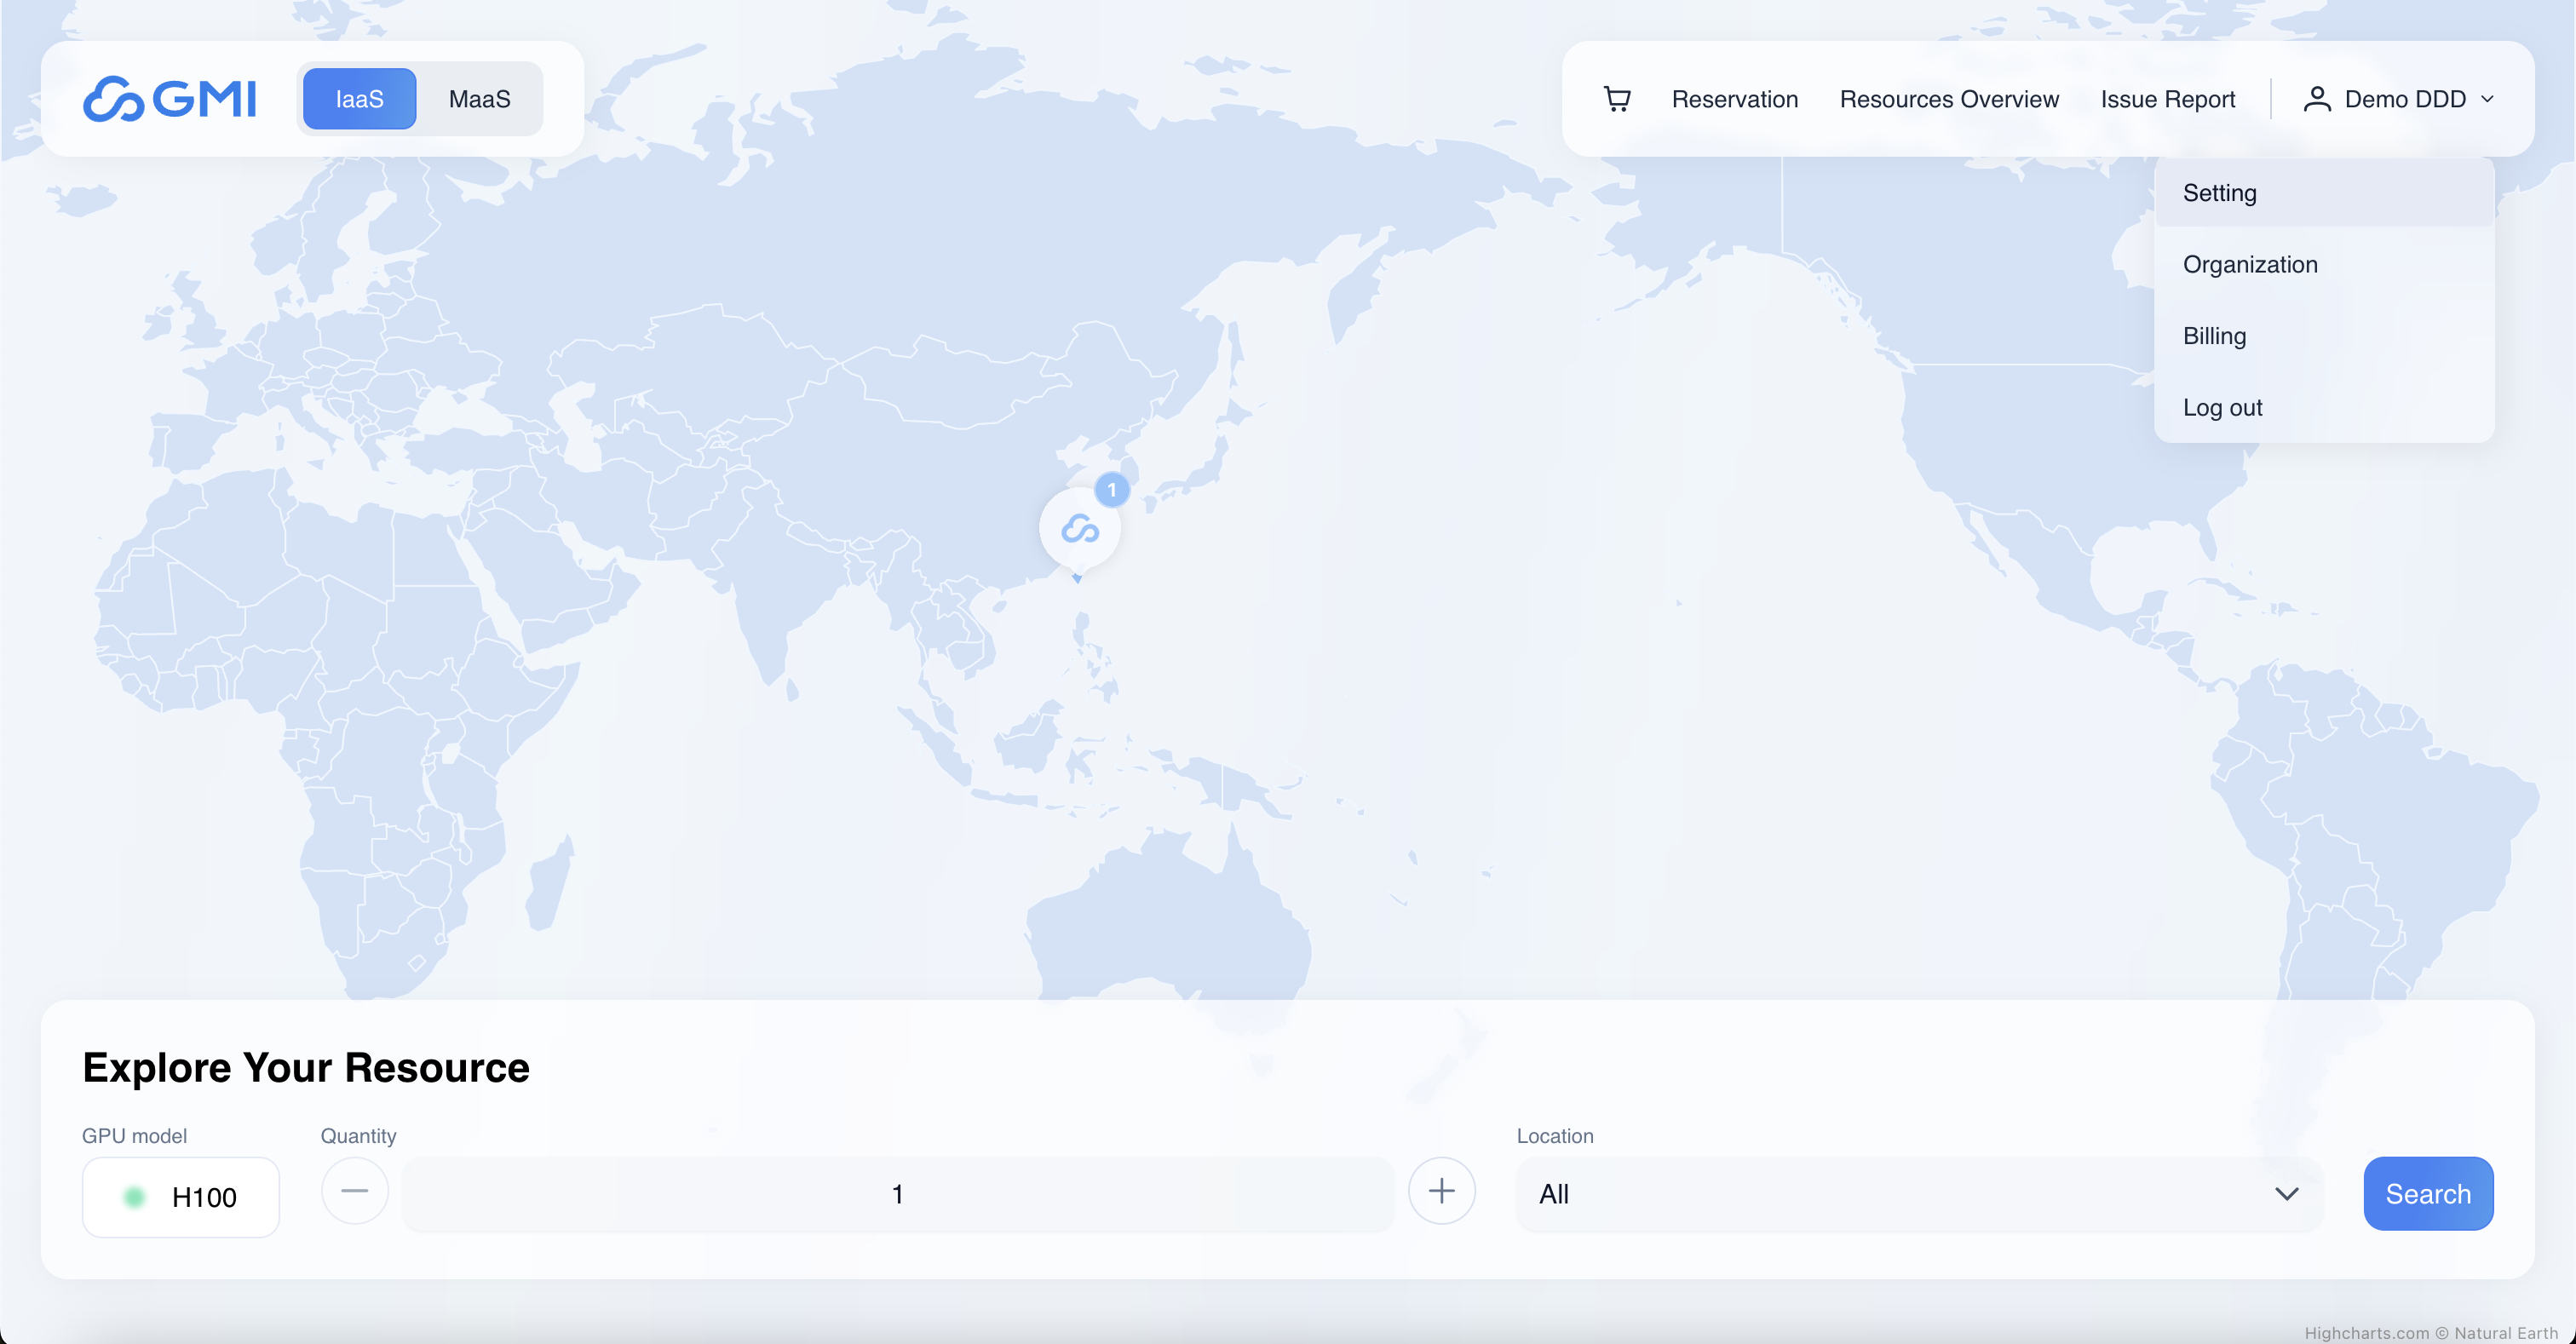 GMI
IaaS
MaaS
Reservation
Resources Overview
Issue Report
Demo DDD
Setting
Organization
Billing
Log out
1
Explore Your Resource
GPU model
Quantity
Location
H100
1
All
Search
Highcharts.com © Natural Earth